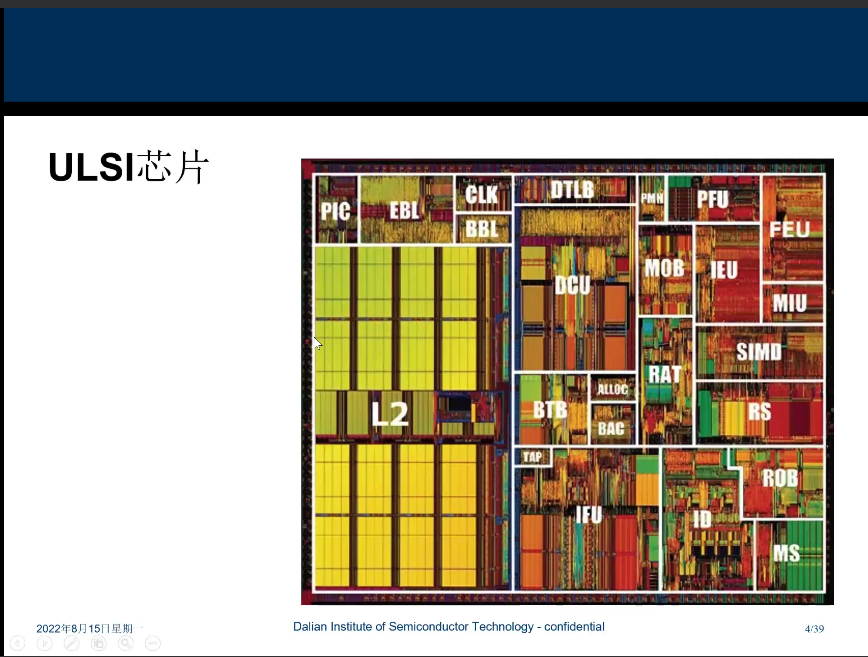 ULSI芯片
PIC
EBL
CLK
BBL
DTLB
PMH
PFU
FEU
DCU
MOB
IEU
MIU
SIMD
L2
BTB
ALLOC
BAC
RAT
RS
TAP
IFU
ID
ROB
MS
2022年8月15日星期一
Dalian Institute of Semiconductor Technology - confidential
4/39